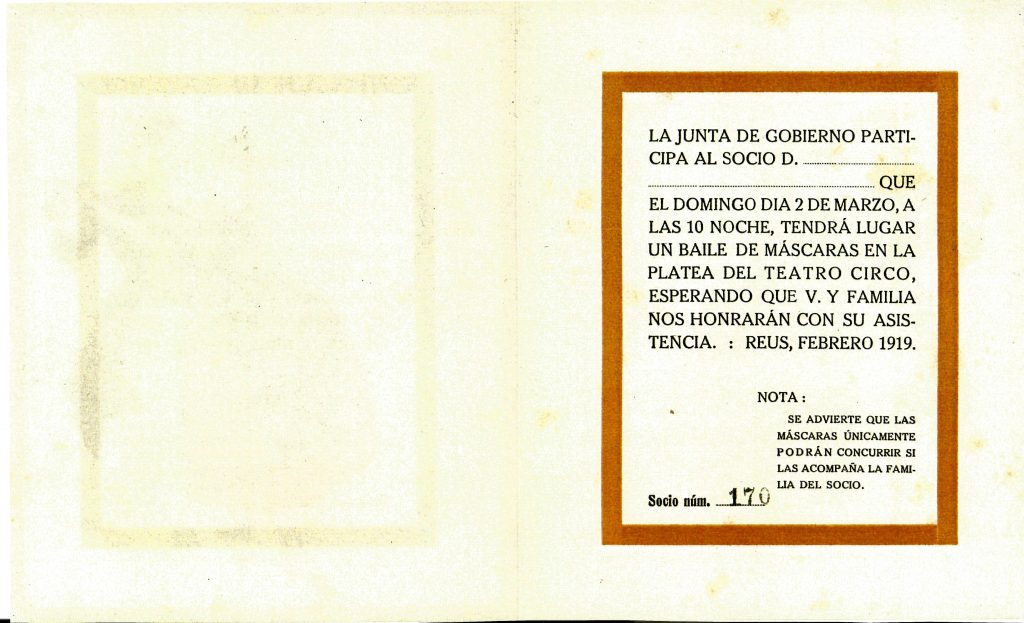 LA JUNTA DE GOBIERNO PARTI-
CIPA AL SOCIO D.
QUE
EL DOMINGO DIA 2 DE MARZO, A
LAS 10 NOCHE, TENDRÁ LUGAR
UN BAILE DE MÁSCARAS EN LA
PLATEA DEL TEATRO CIRCO,
ESPERANDO QUE V. Y FAMILIA
NOS HONRARÁN CON SU ASIS-
TENCIA. : REUS, FEBRERO 1919.
NOTA :
SE ADVIERTE QUE LAS
MÁSCARAS ÚNICAMENTE
PODRÁN CONCURRIR SI
LAS ACOMPAÑA LA FAMI-
LIA DEL SOCIO.
Socio núm. 170